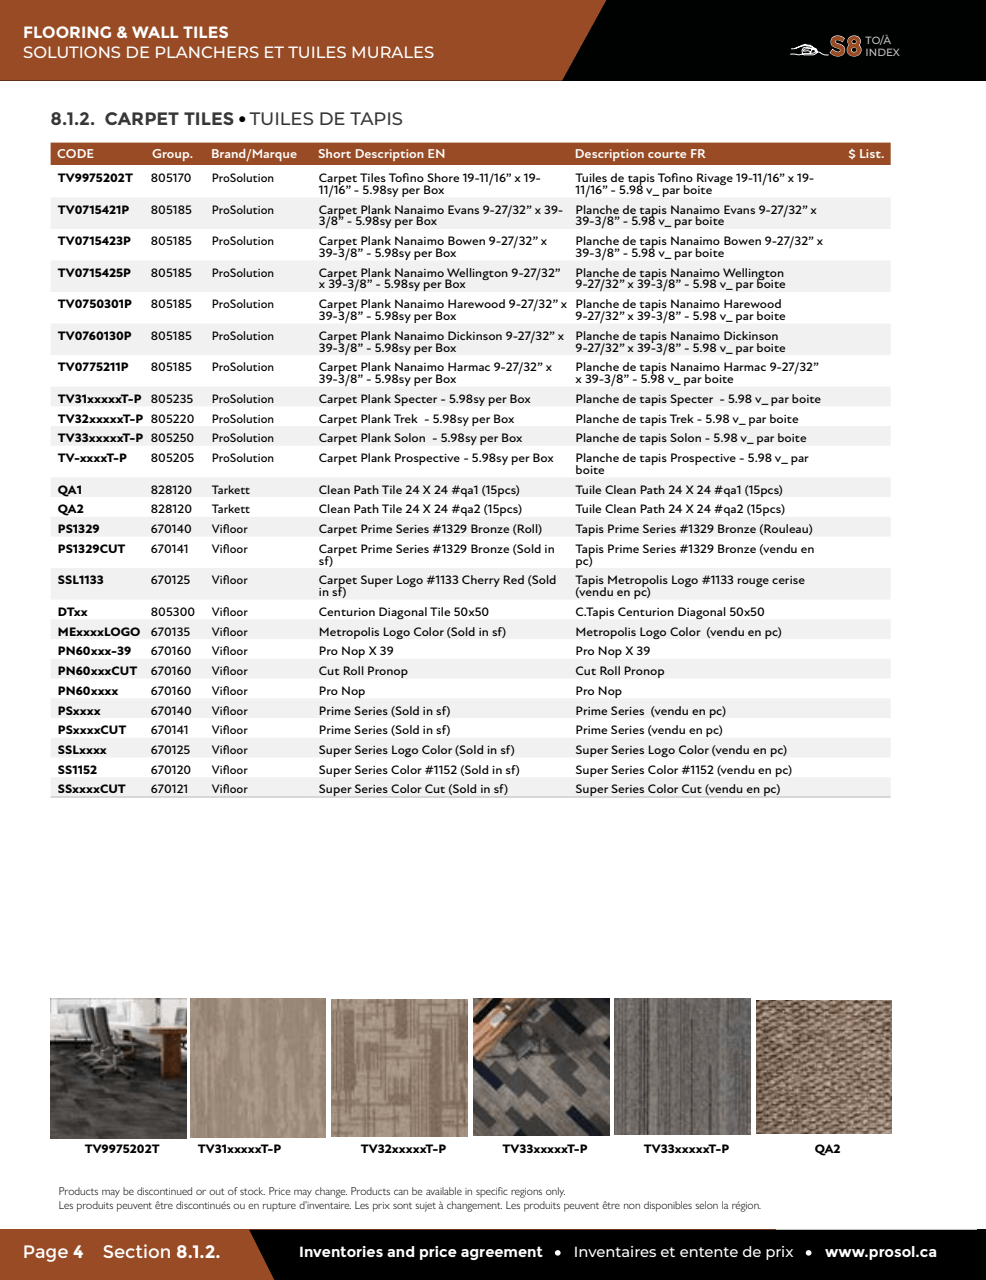 FLOORING & WALL TILES
SOLUTIONS DE PLANCHERS ET TUILES MURALES
S8 TO/À
INDEX
8.1.2. CARPET TILES • TUILES DE TAPIS
CODE Group. Brand/Marque Short Description EN Description courte FR $ List.
TV9975202T 805170 ProSolution Carpet Tiles Tofino Shore 19-11/16” x 19- Tuiles de tapis Tofino Rivage 19-11/16” x 19-
11/16” - 5.98sy per Box 11/16” - 5.98 v_ par boite
TV0715421P 805185 ProSolution Carpet Plank Nanaimo Evans 9-27/32” x 39- Planche de tapis Nanaimo Evans 9-27/32” x
3/8” - 5.98sy per Box 39-3/8” - 5.98 v_ par boite
TV0715423P 805185 ProSolution Carpet Plank Nanaimo Bowen 9-27/32” x Planche de tapis Nanaimo Bowen 9-27/32” x
39-3/8” - 5.98sy per Box 39-3/8” - 5.98 v_ par boite
TV0715425P 805185 ProSolution Carpet Plank Nanaimo Wellington 9-27/32” Planche de tapis Nanaimo Wellington
x 39-3/8” - 5.98sy per Box 9-27/32” x 39-3/8” - 5.98 v_ par boite
TV0750301P 805185 ProSolution Carpet Plank Nanaimo Harewood 9-27/32” x Planche de tapis Nanaimo Harewood
39-3/8” - 5.98sy per Box 9-27/32” x 39-3/8” - 5.98 v_ par boite
TV0760130P 805185 ProSolution Carpet Plank Nanaimo Dickinson 9-27/32” x Planche de tapis Nanaimo Dickinson
39-3/8” - 5.98sy per Box 9-27/32” x 39-3/8” - 5.98 v_ par boite
TV0775211P 805185 ProSolution Carpet Plank Nanaimo Harmac 9-27/32” x Planche de tapis Nanaimo Harmac 9-27/32”
39-3/8” - 5.98sy per Box x 39-3/8” - 5.98 v_ par boite
TV31xxxxxT-P 805235 ProSolution Carpet Plank Specter - 5.98sy per Box Planche de tapis Specter - 5.98 v_ par boite
TV32xxxxxT-P 805220 ProSolution Carpet Plank Trek - 5.98sy per Box Planche de tapis Trek - 5.98 v_ par boite
TV33xxxxxT-P 805250 ProSolution Carpet Plank Solon - 5.98sy per Box Planche de tapis Solon - 5.98 v_ par boite
TV-xxxxT-P 805205 ProSolution Carpet Plank Prospective - 5.98sy per Box Planche de tapis Prospective - 5.98 v_ par
boite
QA1 828120 Tarkett Clean Path Tile 24 X 24 #qa1 (15pcs) Tuile Clean Path 24 X 24 #qa1 (15pcs)
QA2 828120 Tarkett Clean Path Tile 24 X 24 #qa2 (15pcs) Tuile Clean Path 24 X 24 #qa2 (15pcs)
PS1329 670140 Vifloor Carpet Prime Series #1329 Bronze (Roll) Tapis Prime Series #1329 Bronze (Rouleau)
PS1329CUT 670141 Vifloor Carpet Prime Series #1329 Bronze (Sold in Tapis Prime Series #1329 Bronze (vendu en
sf) pc)
SSL1133 670125 Vifloor Carpet Super Logo #1133 Cherry Red (Sold Tapis Metropolis Logo #1133 rouge cerise
in sf) (vendu en pc)
DTxx 805300 Vifloor Centurion Diagonal Tile 50x50 C.Tapis Centurion Diagonal 50x50
MExxxxLOGO 670135 Vifloor Metropolis Logo Color (Sold in sf) Metropolis Logo Color (vendu en pc)
PN60xxx-39 670160 Vifloor Pro Nop X 39 Pro Nop X 39
PN60xxxCUT 670160 Vifloor Cut Roll Pronop Cut Roll Pronop
PN60xxxx 670160 Vifloor Pro Nop Pro Nop
PSxxxx 670140 Vifloor Prime Series (Sold in sf) Prime Series (vendu en pc)
PSxxxxCUT 670141 Vifloor Prime Series (Sold in sf) Prime Series (vendu en pc)
SSLxxxx 670125 Vifloor Super Series Logo Color (Sold in sf) Super Series Logo Color (vendu en pc)
SS1152 670120 Vifloor Super Series Color #1152 (Sold in sf) Super Series Color #1152 (vendu en pc)
SSxxxxCUT 670121 Vifloor Super Series Color Cut (Sold in sf) Super Series Color Cut (vendu en pc)
TV9975202T TV31xxxxxT-P TV32xxxxxT-P TV33xxxxxT-P TV33xxxxxT-P QA2
Products may be discontinued or out of stock. Price may change. Products can be available in specific regions only.
Les produits peuvent être discontinués ou en rupture d’inventaire. Les prix sont sujet à changement. Les produits peuvent être non disponibles selon la région.
Page 4 Section 8.1.2. Inventories and price agreement • Inventaires et entente de prix • www.prosol.ca